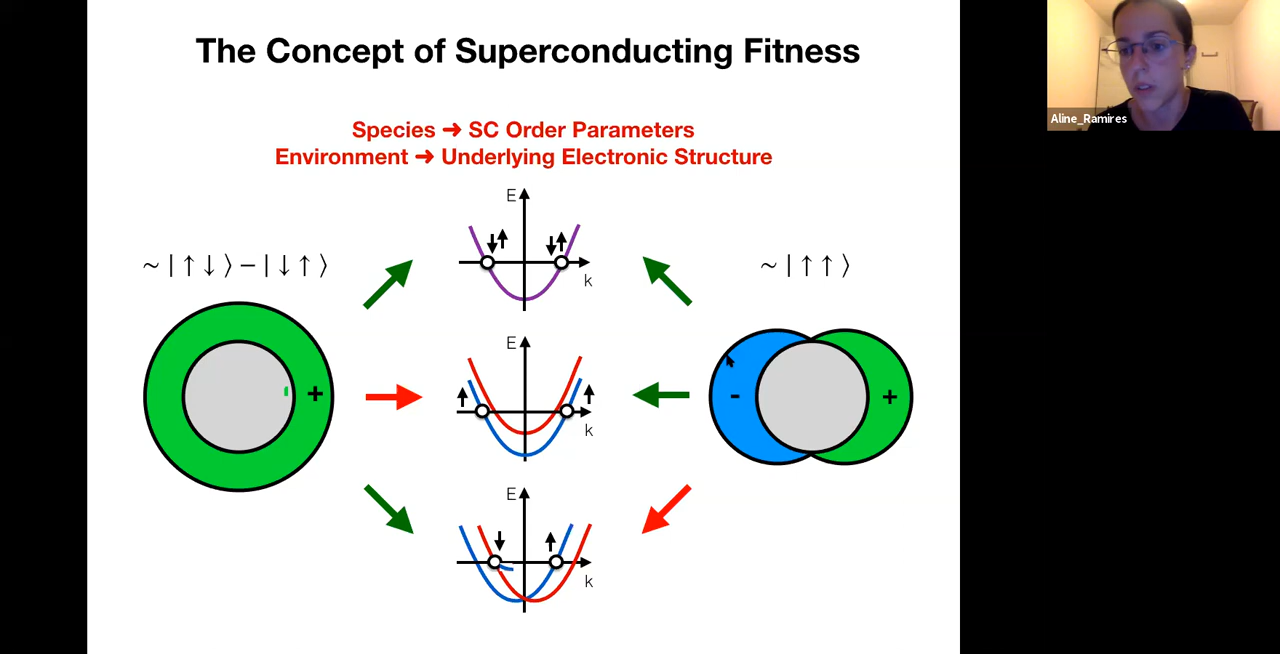 The Concept of Superconducting Fitness
Aline_Ramires
Species ➜ SC Order Parameters
Environment ➜ Underlying Electronic Structure
E
k
~ | ↑ ↓ ⟩ − | ↓ ↑ ⟩
~ | ↑ ↑ ⟩
E
k
+
-
+
E
k